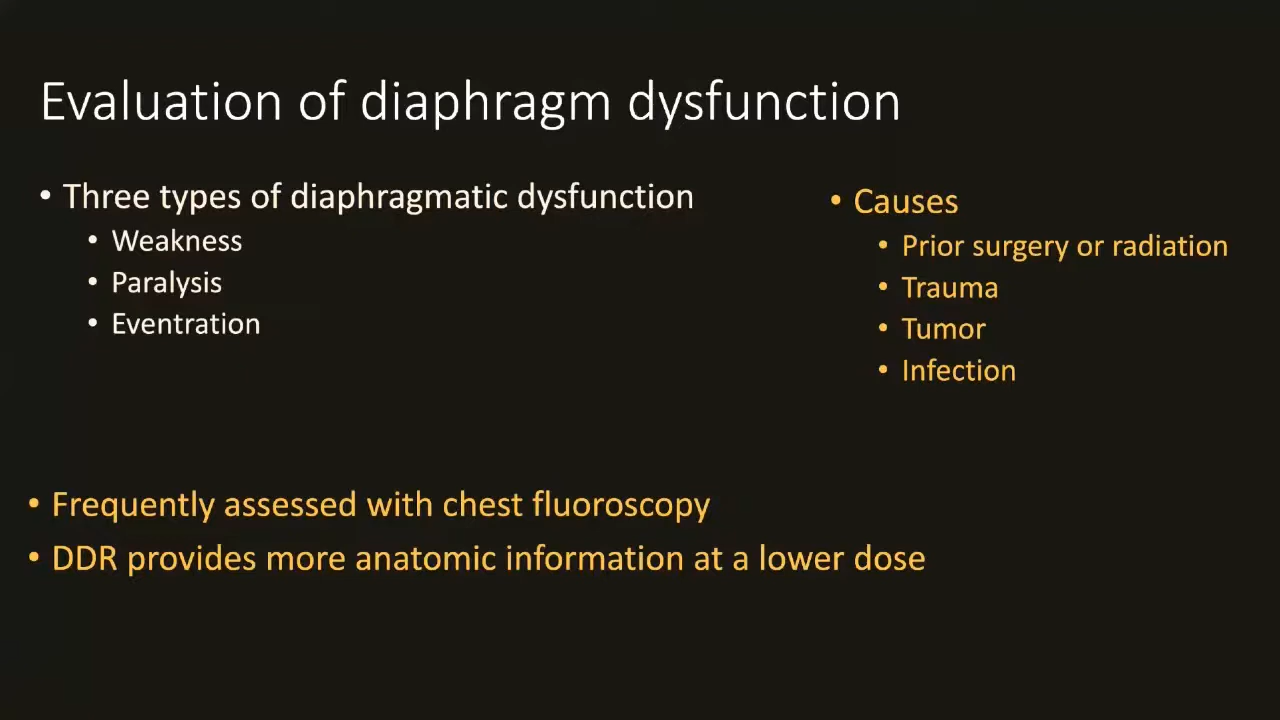 Evaluation of diaphragm dysfunction
• Three types of diaphragmatic dysfunction
• Weakness
• Paralysis
• Eventration
• Causes
• Prior surgery or radiation
• Trauma
• Tumor
• Infection
• Frequently assessed with chest fluoroscopy
• DDR provides more anatomic information at a lower dose